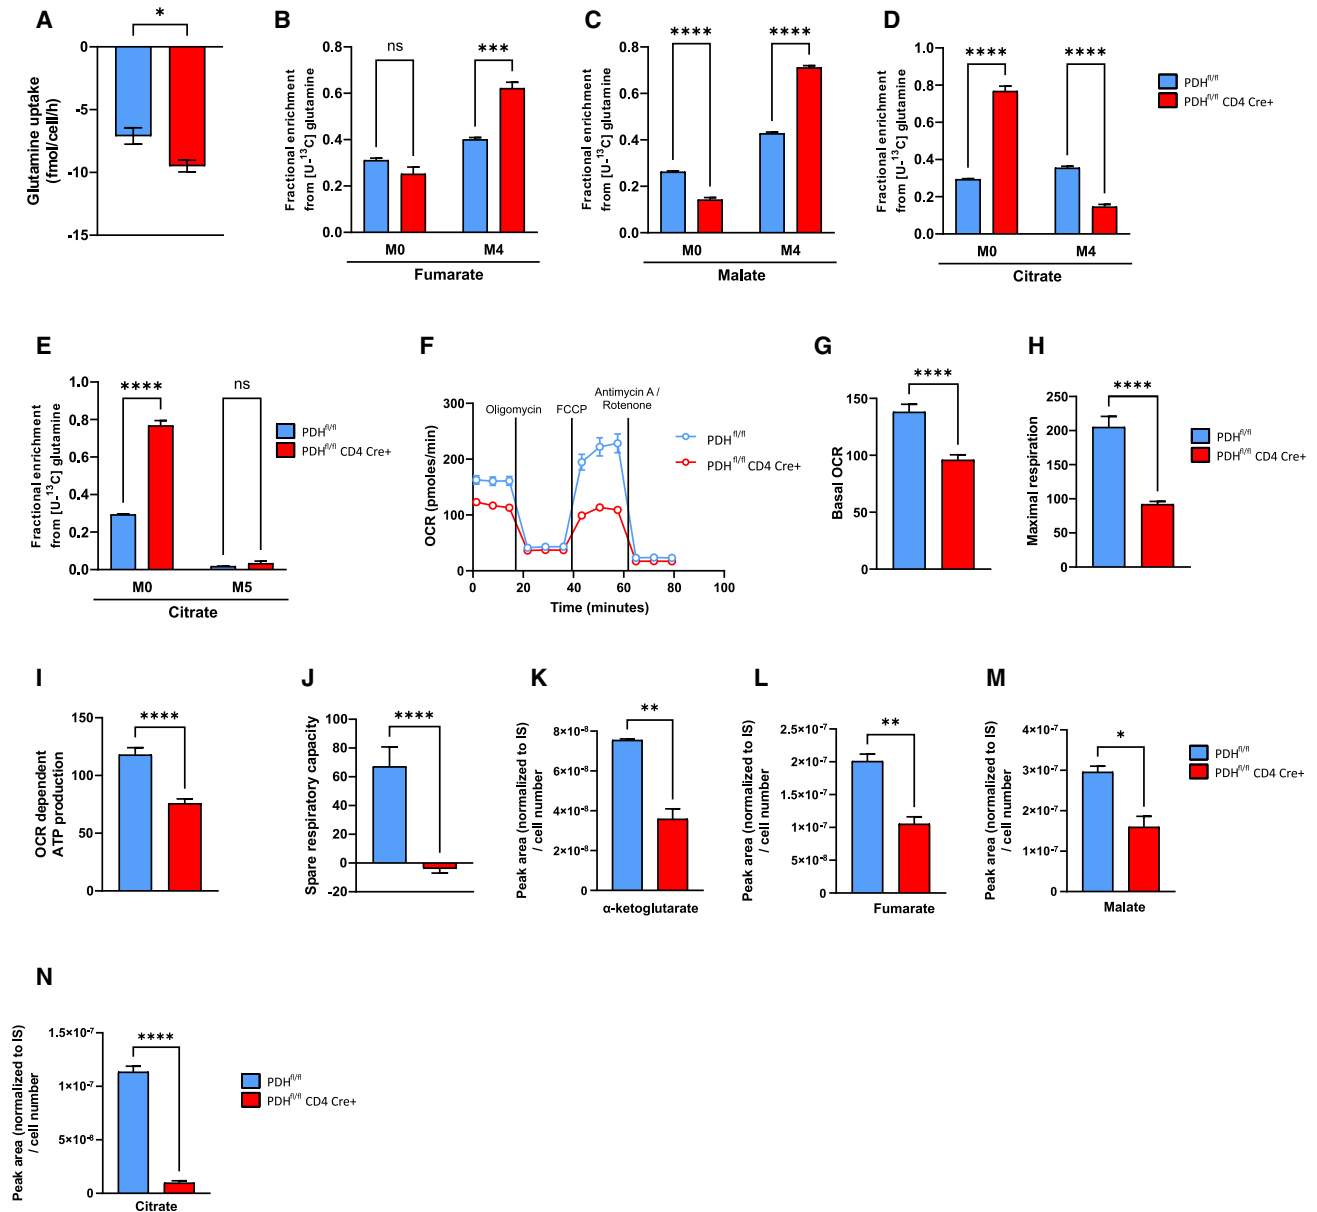 A
*
0
-5
-10
-15
Glutamine uptake
(fmol/cell/h)
B
ns
***
0.8
0.6
0.4
0.2
0.0
Fractional enrichment
from [U-¹³C] glutamine
M0
M4
Fumarate
C
****
****
0.8
0.6
0.4
0.2
0.0
Fractional enrichment
from [U-¹³C] glutamine
M0
M4
Malate
D
****
****
1.0
0.8
0.6
0.4
0.2
0.0
Fractional enrichment
from [U-¹³C] glutamine
M0
M4
Citrate
PDHfl/fl
PDHfl/fl CD4 Cre+
E
****
ns
1.0
0.8
0.6
0.4
0.2
0.0
Fractional enrichment
from [U-¹³C] glutamine
M0
M5
Citrate
PDHfl/fl
PDHfl/fl CD4 Cre+
F
Oligomycin
FCCP
Antimycin A /
Rotenone
300
200
100
0
OCR (pmoles/min)
0
20
40
60
80
100
Time (minutes)
PDHfl/fl
PDHfl/fl CD4 Cre+
G
****
150
100
50
0
Basal OCR
H
****
250
200
150
100
50
0
Maximal respiration
PDHfl/fl
PDHfl/fl CD4 Cre+
I
****
150
100
50
0
OCR dependent
ATP production
J
****
100
80
60
40
20
0
-20
Spare respiratory capacity
K
**
8×10⁻⁸
6×10⁻⁸
4×10⁻⁸
2×10⁻⁸
0
Peak area (normalized to IS)
/ cell number
α-ketoglutarate
L
**
2.5×10⁻⁷
2×10⁻⁷
1.5×10⁻⁷
1×10⁻⁷
5×10⁻⁸
0
Peak area (normalized to IS)
/ cell number
Fumarate
M
*
4×10⁻⁷
3×10⁻⁷
2×10⁻⁷
1×10⁻⁷
0
Peak area (normalized to IS)
/ cell number
Malate
PDHfl/fl
PDHfl/fl CD4 Cre+
N
****
1.5×10⁻⁷
1×10⁻⁷
5×10⁻⁸
0
Peak area (normalized to IS)
/ cell number
Citrate
PDHfl/fl
PDHfl/fl CD4 Cre+